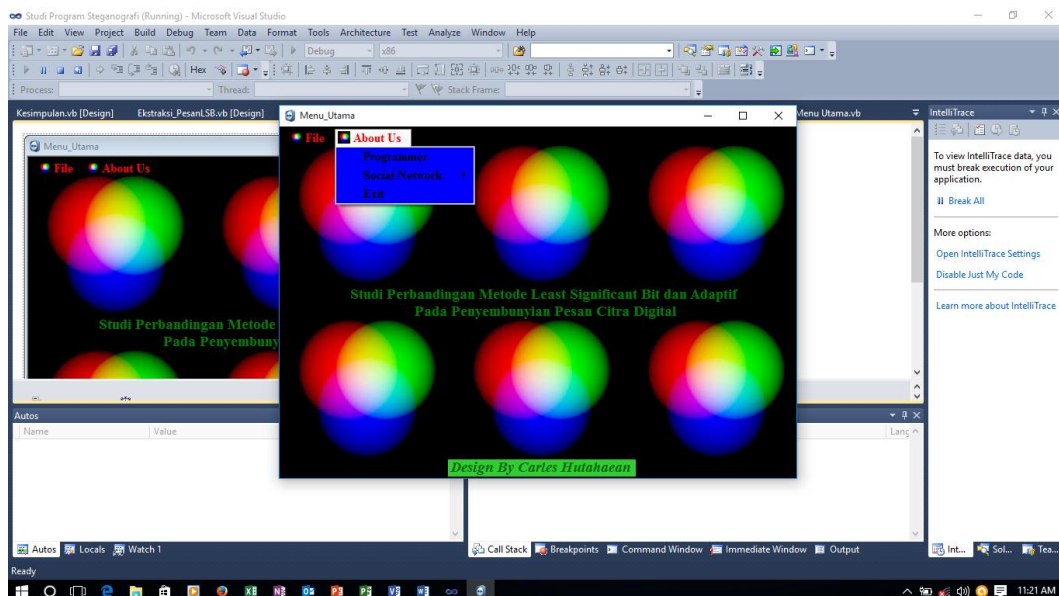 Studi Program Steganografi (Running) - Microsoft Visual Studio
File Edit View Project Build Debug Team Data Format Tools Architecture Test Analyze Window Help
Debug x86
Hex
Process: Thread: Stack Frame:
Kesimpulan.vb [Design] Ekstraksi_PesanLSB.vb [Design] Menu Utama.vb
Menu_Utama
File About Us
Studi Perbandingan Metode
Pada Penyembuny
Menu_Utama
File About Us
Programmer
Social Network
Exit
Studi Perbandingan Metode Least Significant Bit dan Adaptif
Pada Penyembunyian Pesan Citra Digital
Design By Carles Hutahaean
IntelliTrace
To view IntelliTrace data, you
must break execution of your
application.
Break All
More options:
Open IntelliTrace Settings
Disable Just My Code
Learn more about IntelliTrace
Autos
Name Value Lang
Autos Locals Watch 1
Call Stack Breakpoints Command Window Immediate Window Output
Int... Sol... Tea...
Ready
11:21 AM